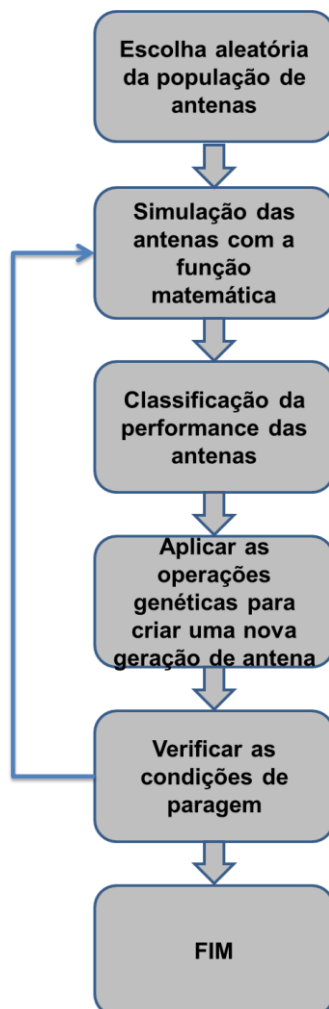 Escolha aleatória
da população de
antenas
Simulação das
antenas com a
função
matemática
Classificação da
performance das
antenas
Aplicar as
operações
genéticas para
criar uma nova
geração de antena
Verificar as
condições de
paragem
FIM